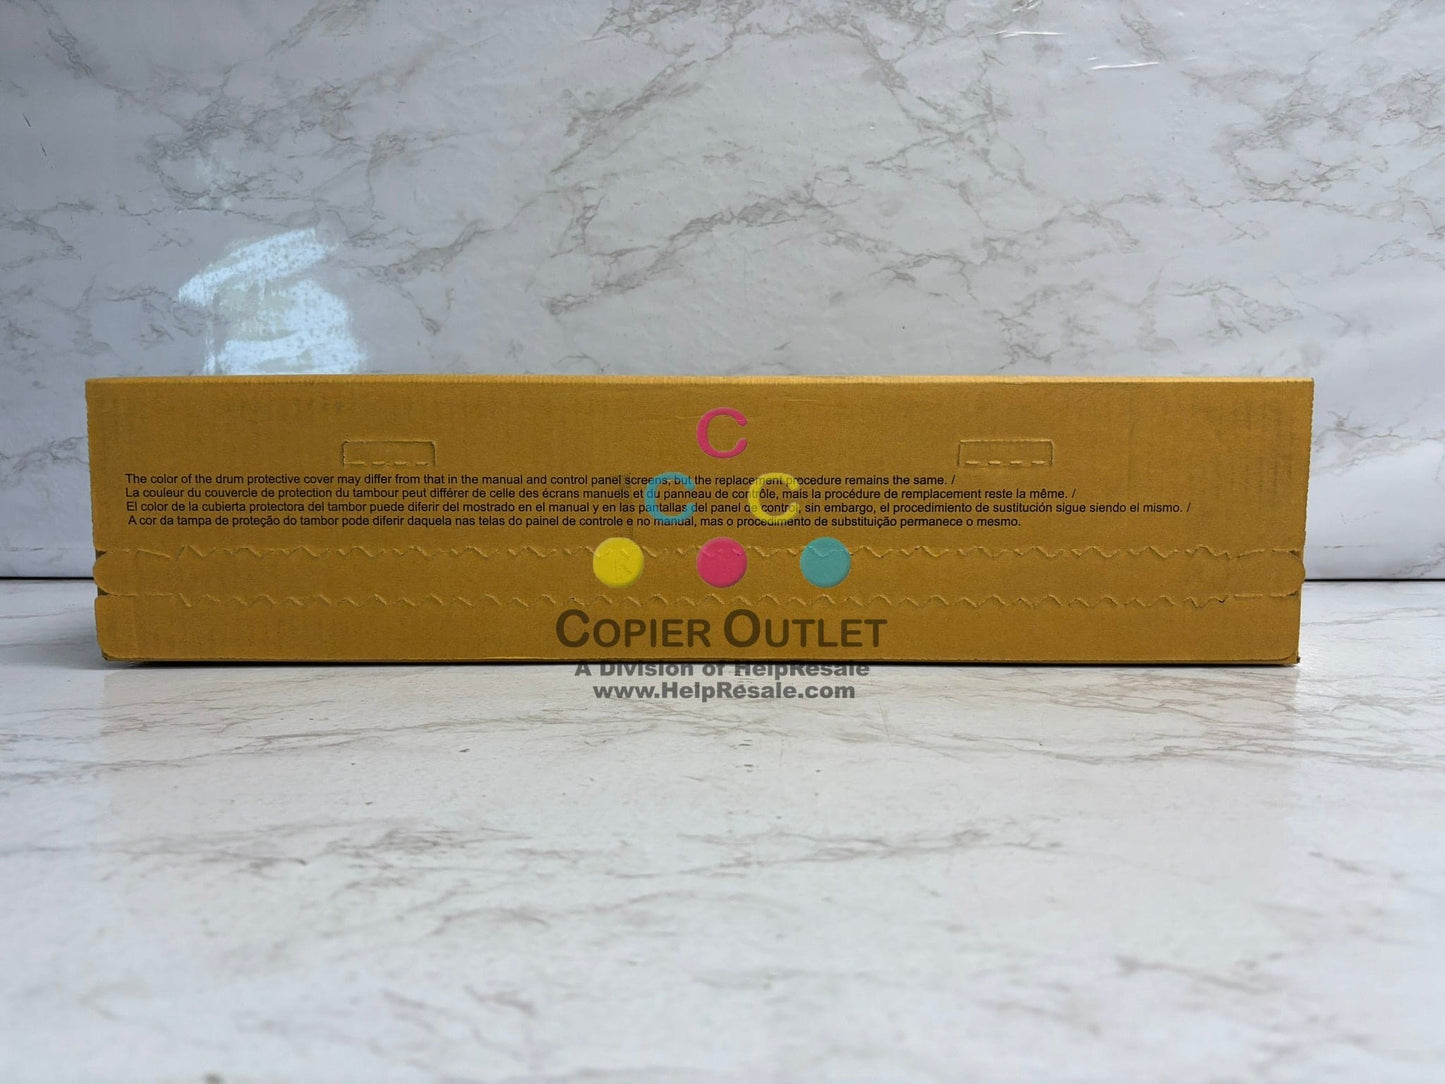 C
The color of the drum protective cover may differ from that in the manual and control panel screens, but the replacement procedure remains the same. /
La couleur du couvercle de protection du tambour peut différer de celle des écrans manuels et du panneau de contrôle, mais la procédure de remplacement reste la même. /
El color de la cubierta protectora del tambor puede diferir del mostrado en el manual y en las pantallas del panel de control, sin embargo, el procedimiento de sustitución sigue siendo el mismo. /
A cor da tampa de proteção do tambor pode diferir daquela nas telas do painel de controle e no manual, mas o procedimento de substituição permanece o mesmo.
C C
COPIER OUTLET
A Division of HelpResale
www.HelpResale.com